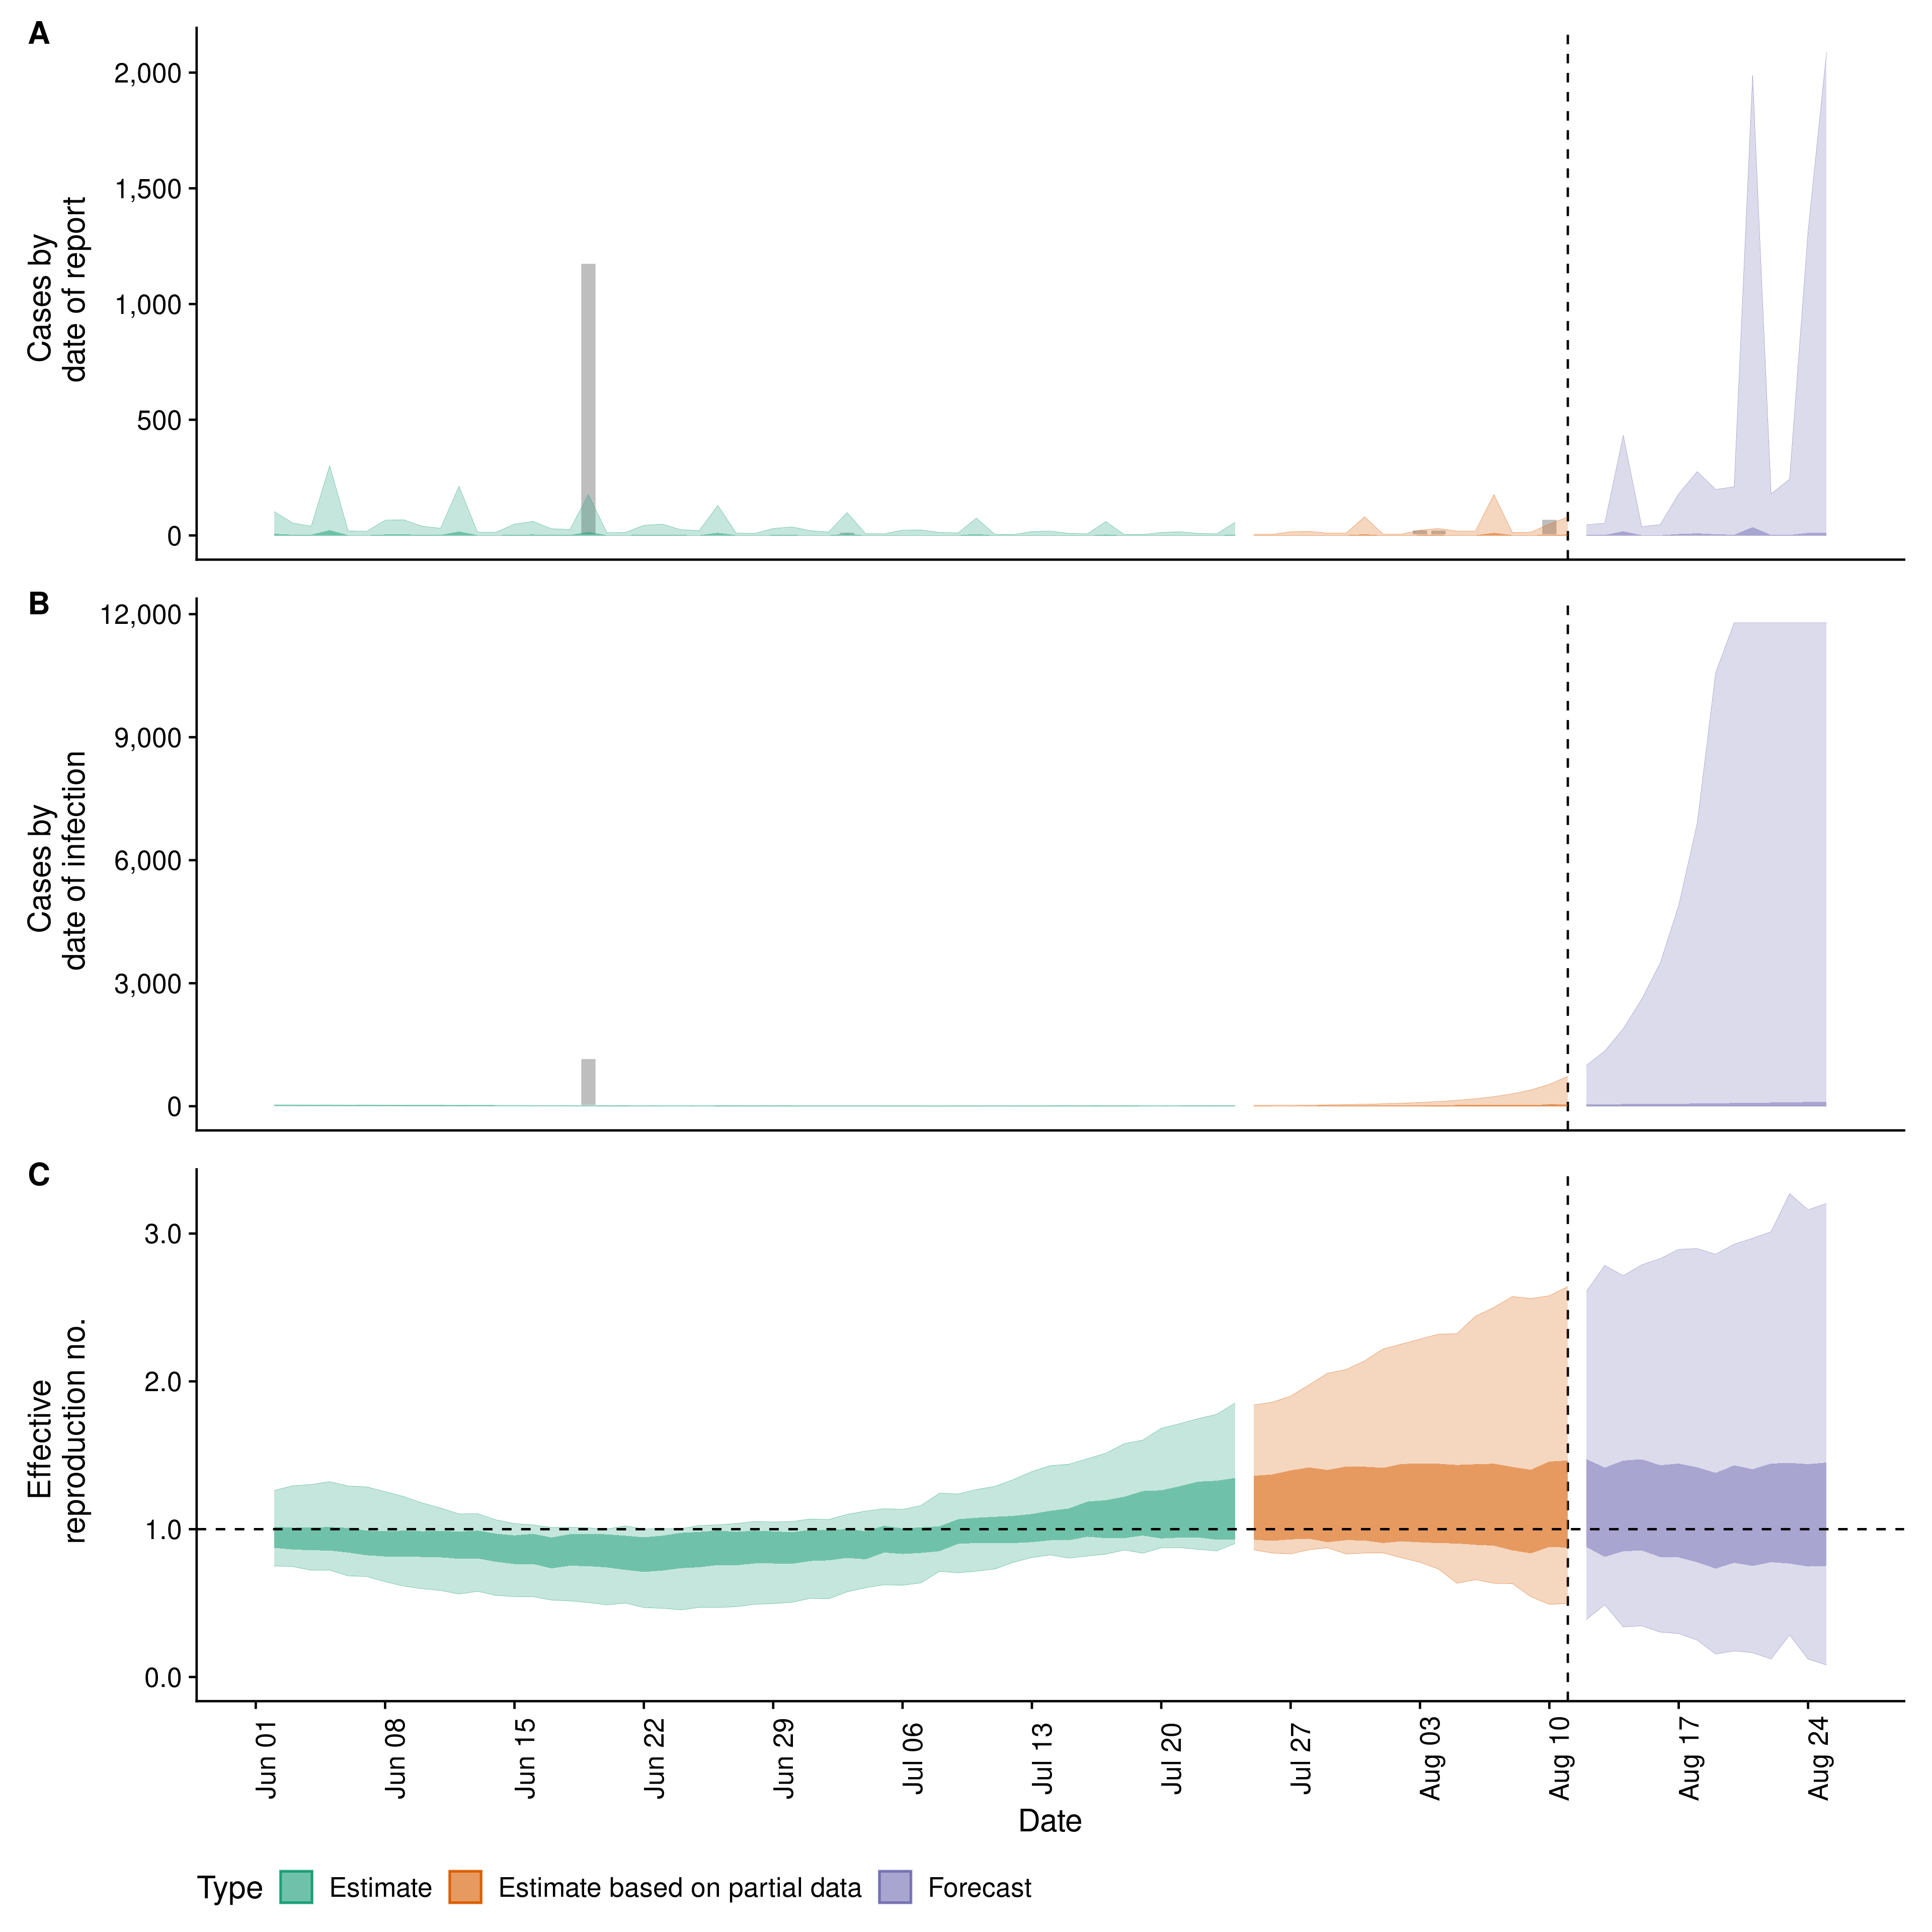 A
Cases by
date of report
2,000
1,500
1,000
500
0
B
Cases by
date of infection
12,000
9,000
6,000
3,000
0
C
Effective
reproduction no.
3.0
2.0
1.0
0.0
Jun 01
Jun 08
Jun 15
Jun 22
Jun 29
Jul 06
Jul 13
Jul 20
Jul 27
Aug 03
Aug 10
Aug 17
Aug 24
Date
Type Estimate Estimate based on partial data Forecast